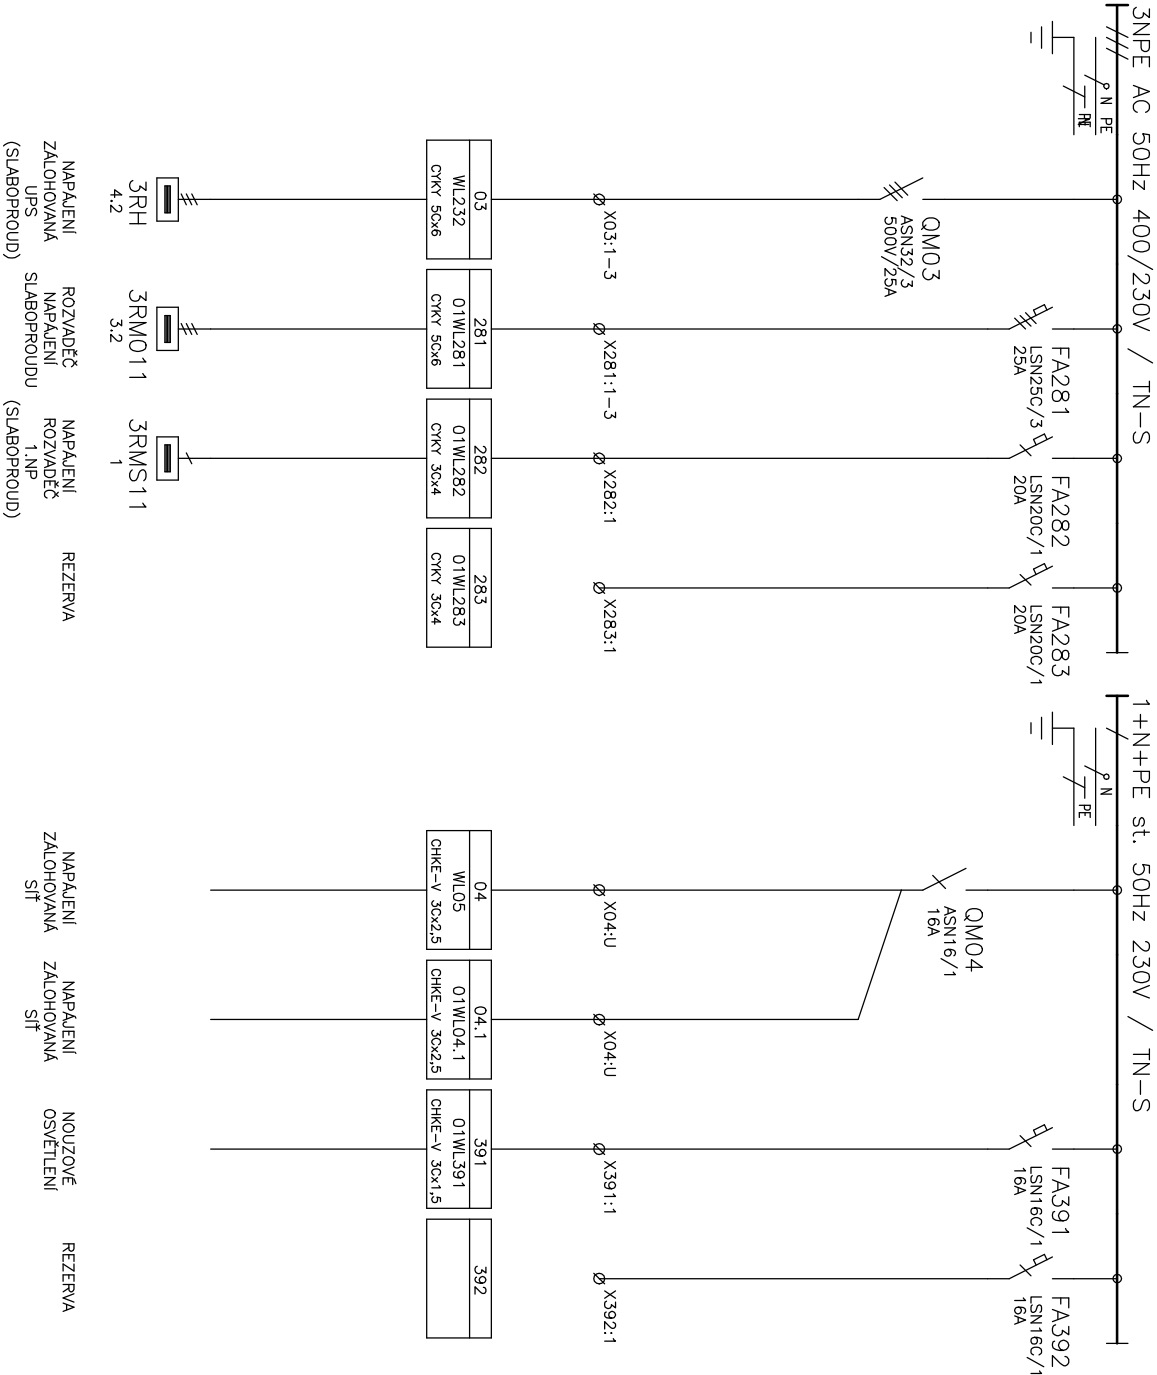 3NPE AC 50Hz 400/230V / TN-S
N PE
QM03
ASN32/3
500V/25A
X03:1-3
03
WL232
CYKY 5Cx6
3RH
4.2
NAPÁJENÍ
ZÁLOHOVANÁ
UPS
(SLABOPROUD)
FA281
LSN25C/3
25A
X281:1-3
281
01WL281
CYKY 5Cx6
3RM011
3.2
ROZVADĚČ
NAPÁJENÍ
SLABOPROUDU
FA282
LSN20C/1
20A
X282:1
282
01WL282
CYKY 3Cx4
3RMS11
1
NAPÁJENÍ
ROZVADĚČ
1.NP
(SLABOPROUD)
FA283
LSN20C/1
20A
X283:1
283
01WL283
CYKY 3Cx4
REZERVA
1+N+PE st. 50Hz 230V / TN-S
N
PE
QM04
ASN16/1
16A
X04:U
04
WL05
CHKE-V 3Cx2,5
NAPÁJENÍ
ZÁLOHOVANÁ
SÍŤ
X04:U
04.1
01WL04.1
CHKE-V 3Cx2,5
NAPÁJENÍ
ZÁLOHOVANÁ
SÍŤ
FA391
LSN16C/1
16A
X391:1
391
01WL391
CHKE-V 3Cx1,5
NOUZOVÉ
OSVĚTLENÍ
FA392
LSN16C/1
16A
X392:1
392
REZERVA